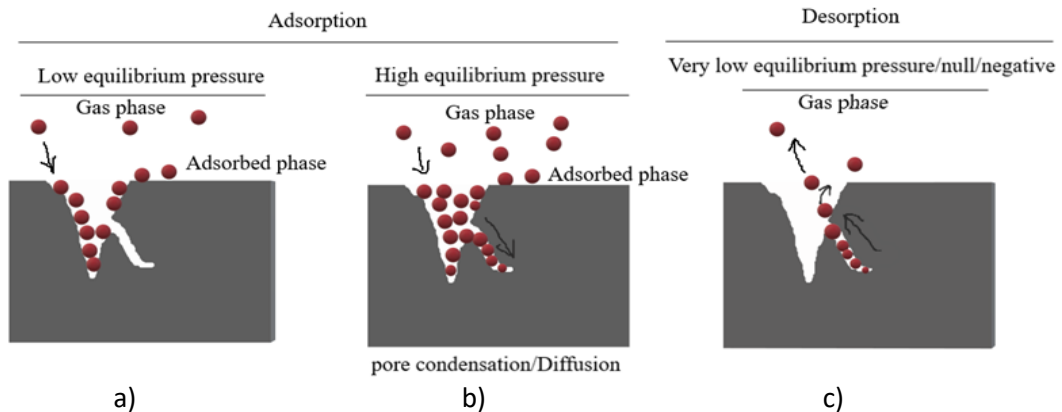 Adsorption
Desorption
Low equilibrium pressure
High equilibrium pressure
Very low equilibrium pressure/null/negative
Gas phase
Gas phase
Gas phase
Adsorbed phase
Adsorbed phase
pore condensation/Diffusion
a)
b)
c)